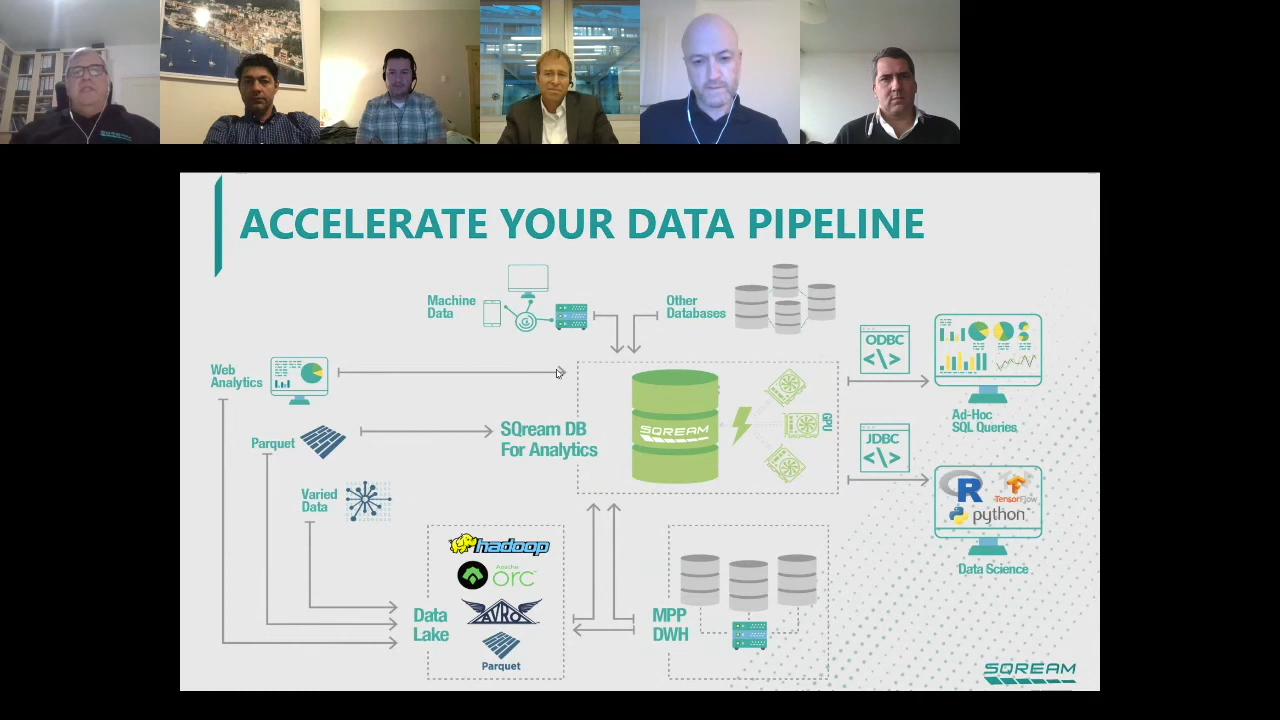 ACCELERATE YOUR DATA PIPELINE
Machine
Data
Other
Databases
ODBC
</>
Web
Analytics
Ad-Hoc
SQL Queries
Parquet
SQream DB
For Analytics
SQREAM
GPU
JDBC
</>
R
TensorFlow
python
Data Science
Varied
Data
hadoop
Apache
orc
AVRO
Parquet
Data
Lake
MPP
DWH
SQREAM